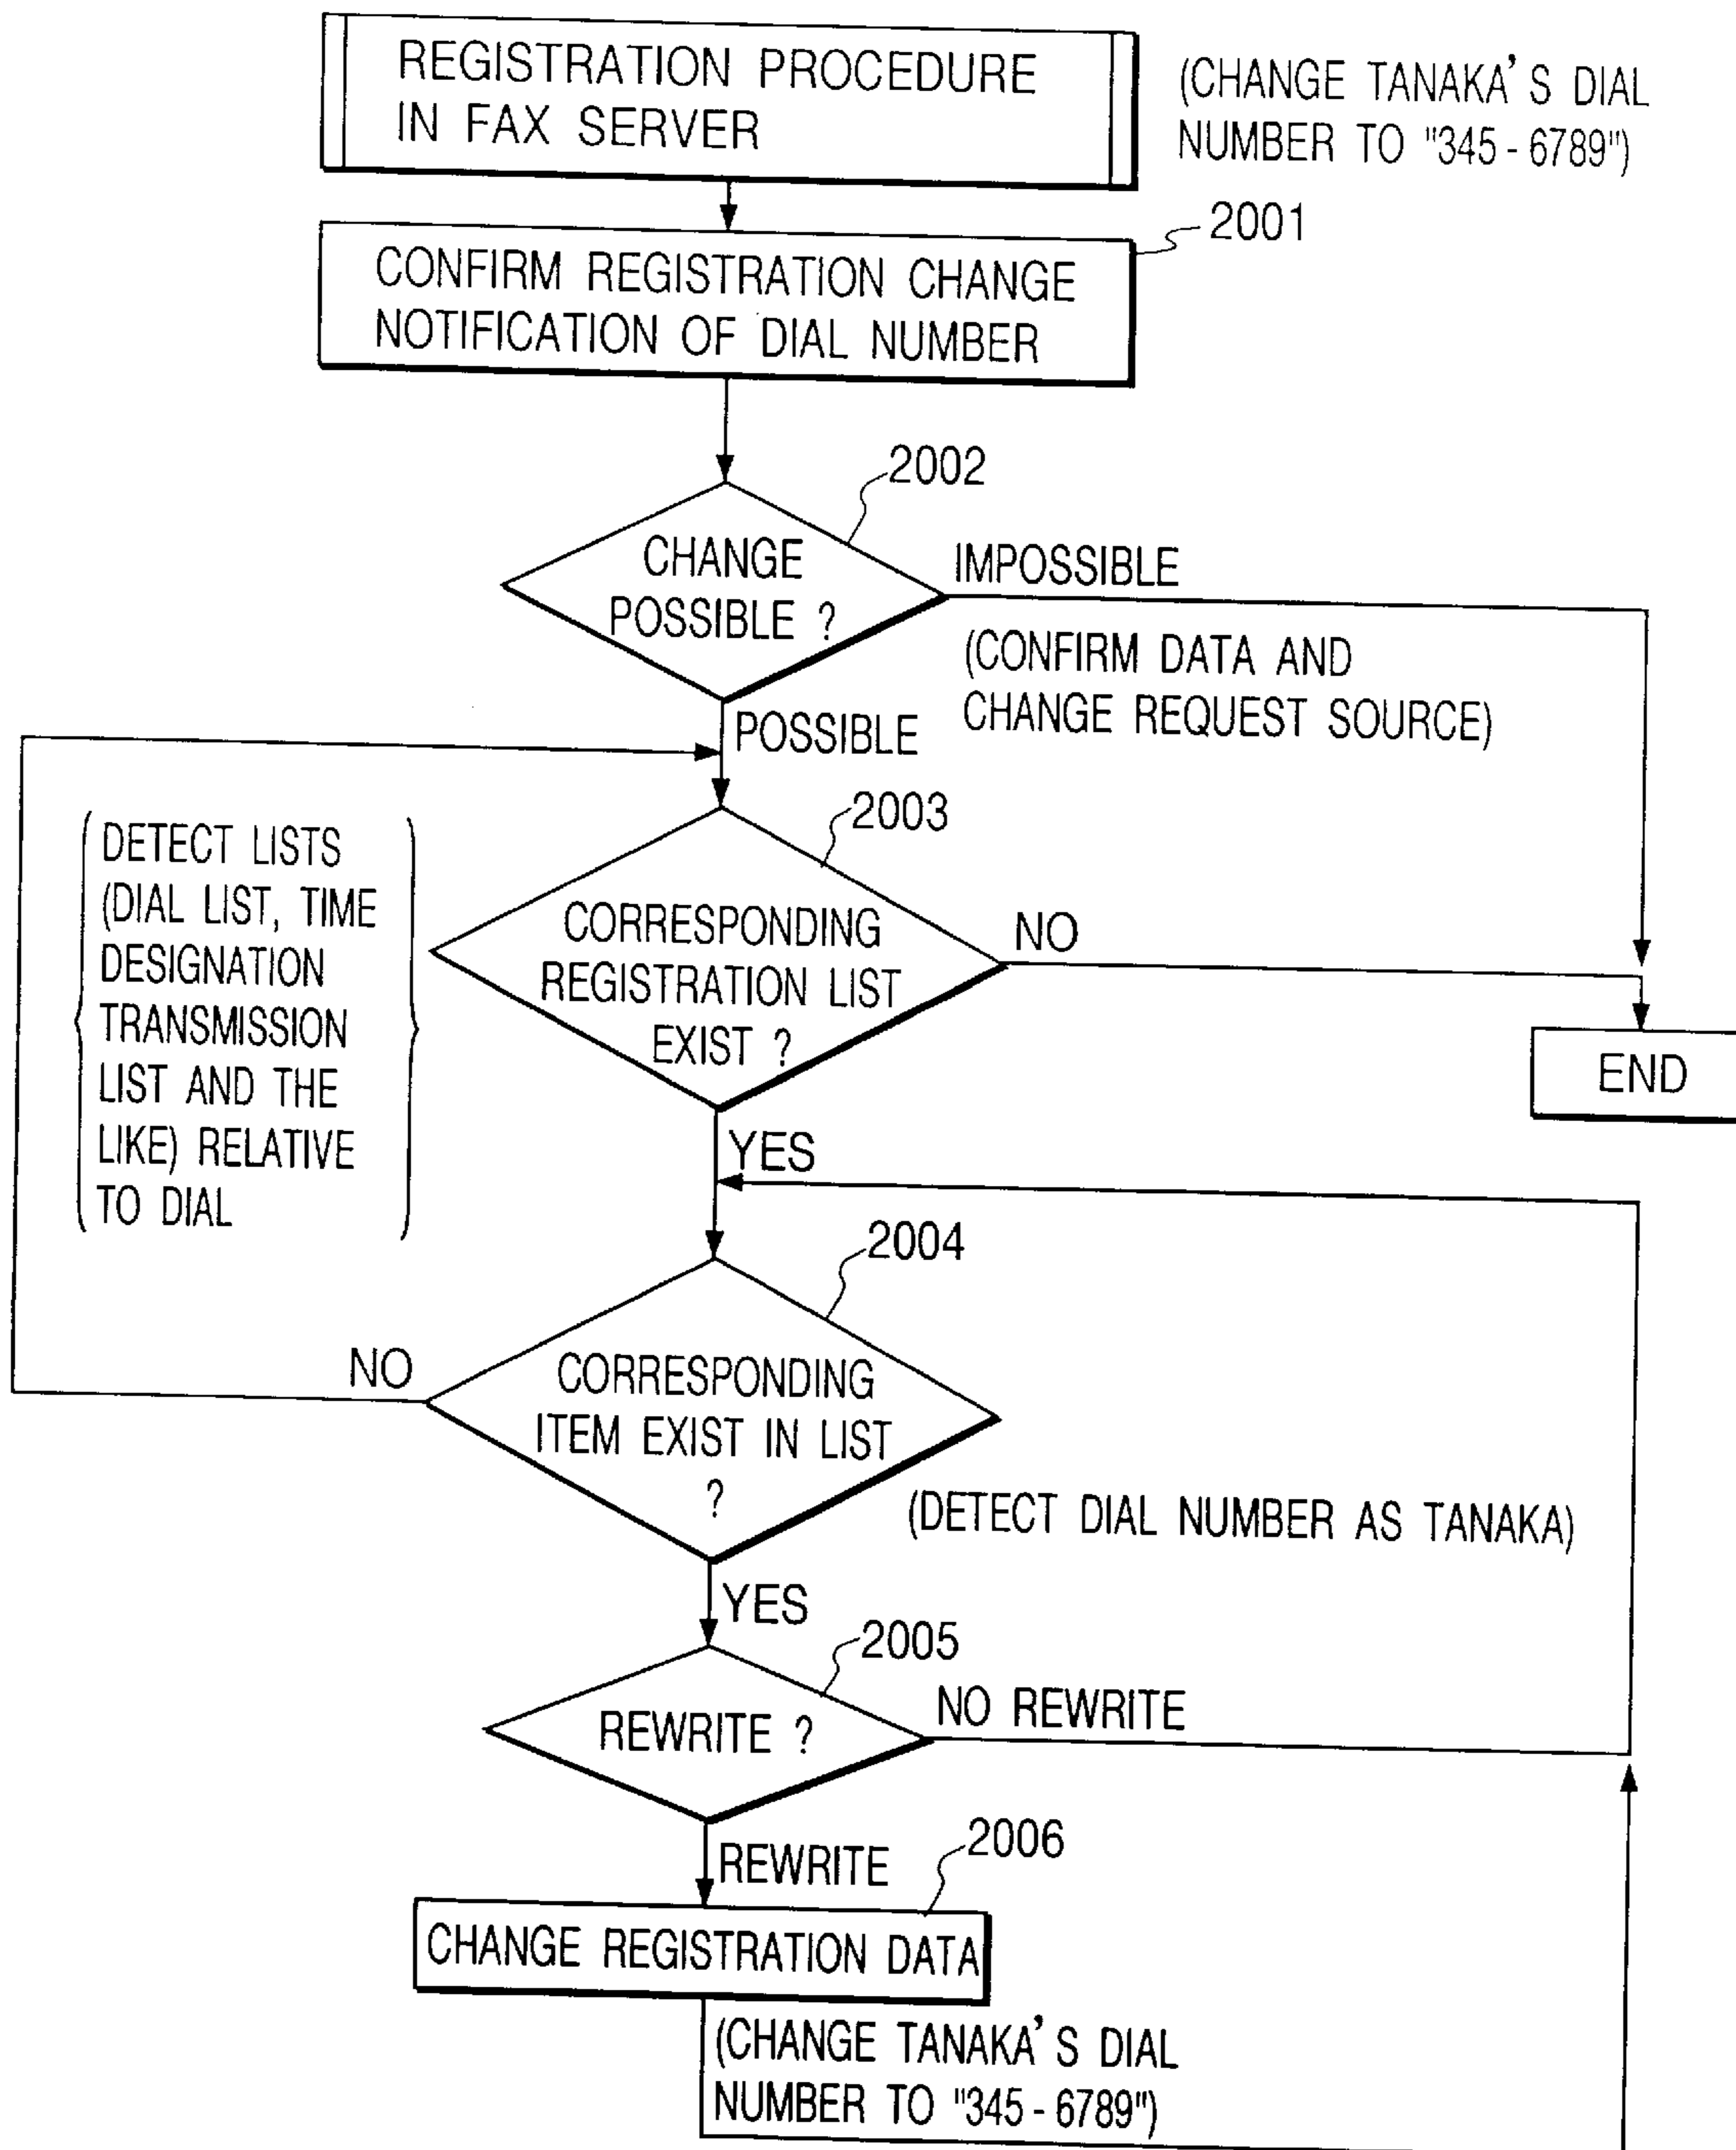 REGISTRATION PROCEDURE
IN FAX SERVER
(CHANGE TANAKA'S DIAL
NUMBER TO "345 - 6789")
2001
CONFIRM REGISTRATION CHANGE
NOTIFICATION OF DIAL NUMBER
2002
CHANGE
POSSIBLE ?
IMPOSSIBLE
(CONFIRM DATA AND
CHANGE REQUEST SOURCE)
POSSIBLE
2003
DETECT LISTS
(DIAL LIST, TIME
DESIGNATION
TRANSMISSION
LIST AND THE
LIKE) RELATIVE
TO DIAL
CORRESPONDING
REGISTRATION LIST
EXIST ?
NO
END
YES
2004
NO
CORRESPONDING
ITEM EXIST IN LIST
?
(DETECT DIAL NUMBER AS TANAKA)
YES
2005
REWRITE ?
NO REWRITE
REWRITE
2006
CHANGE REGISTRATION DATA
(CHANGE TANAKA'S DIAL
NUMBER TO "345 - 6789")